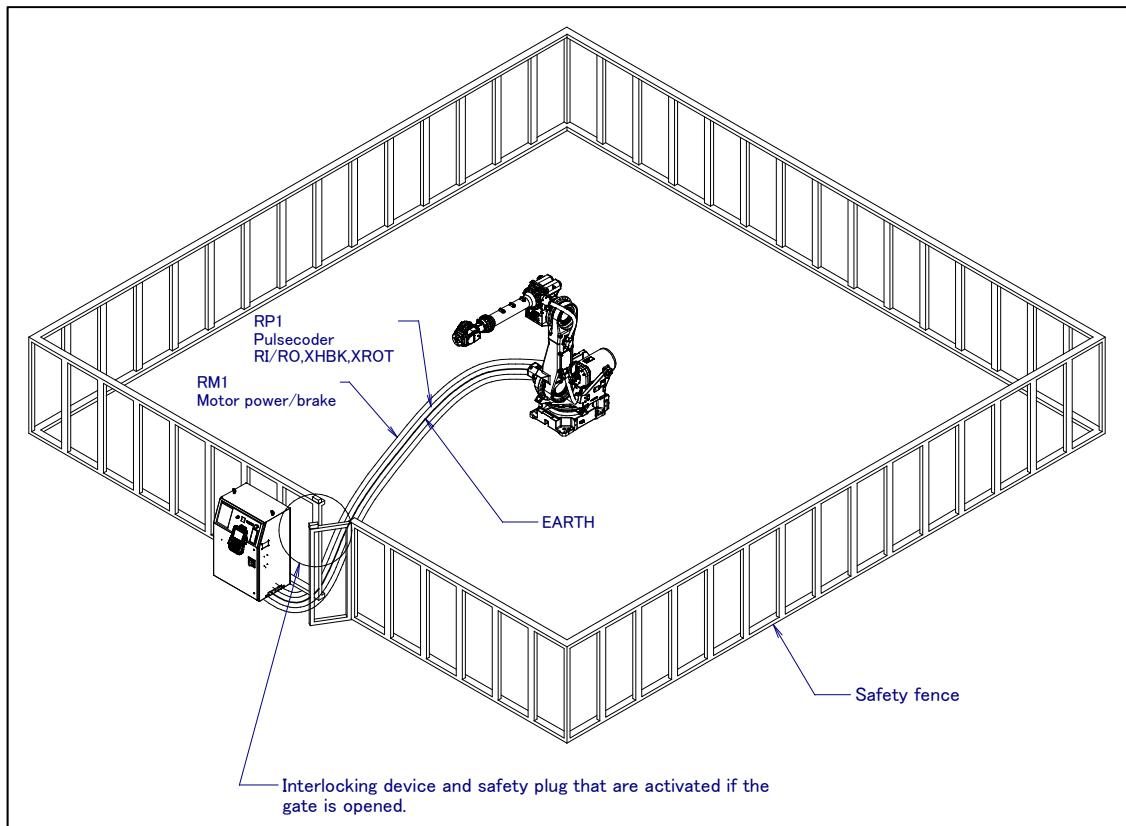 RP1
Pulsecoder
RI/RO,XHBK,XROT
RM1
Motor power/brake
EARTH
Safety fence
Interlocking device and safety plug that are activated if the
gate is opened.